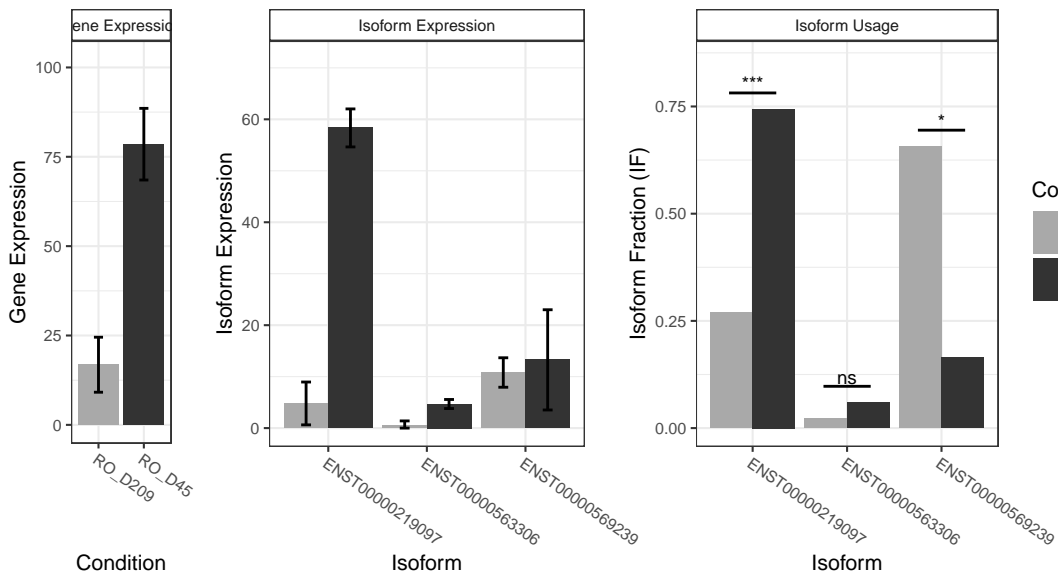 ene Expressio
Isoform Expression
Isoform Usage
Gene Expression
100
75
50
25
0
RO_D209
RO_D45
Condition
Isoform Expression
60
40
20
0
ENST00000219097
ENST00000563306
ENST00000569239
Isoform
Isoform Fraction (IF)
0.75
0.50
0.25
0.00
***
ns
*
ENST00000219097
ENST00000563306
ENST00000569239
Isoform
Co